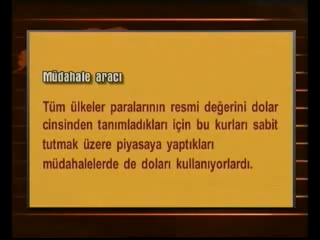 Müdahale aracı
Tüm ülkeler paralarının resmi değerini dolar
cinsinden tanımladıkları için bu kurları sabit
tutmak üzere piyasaya yaptıkları
müdahalelerde de doları kullanıyorlardı.